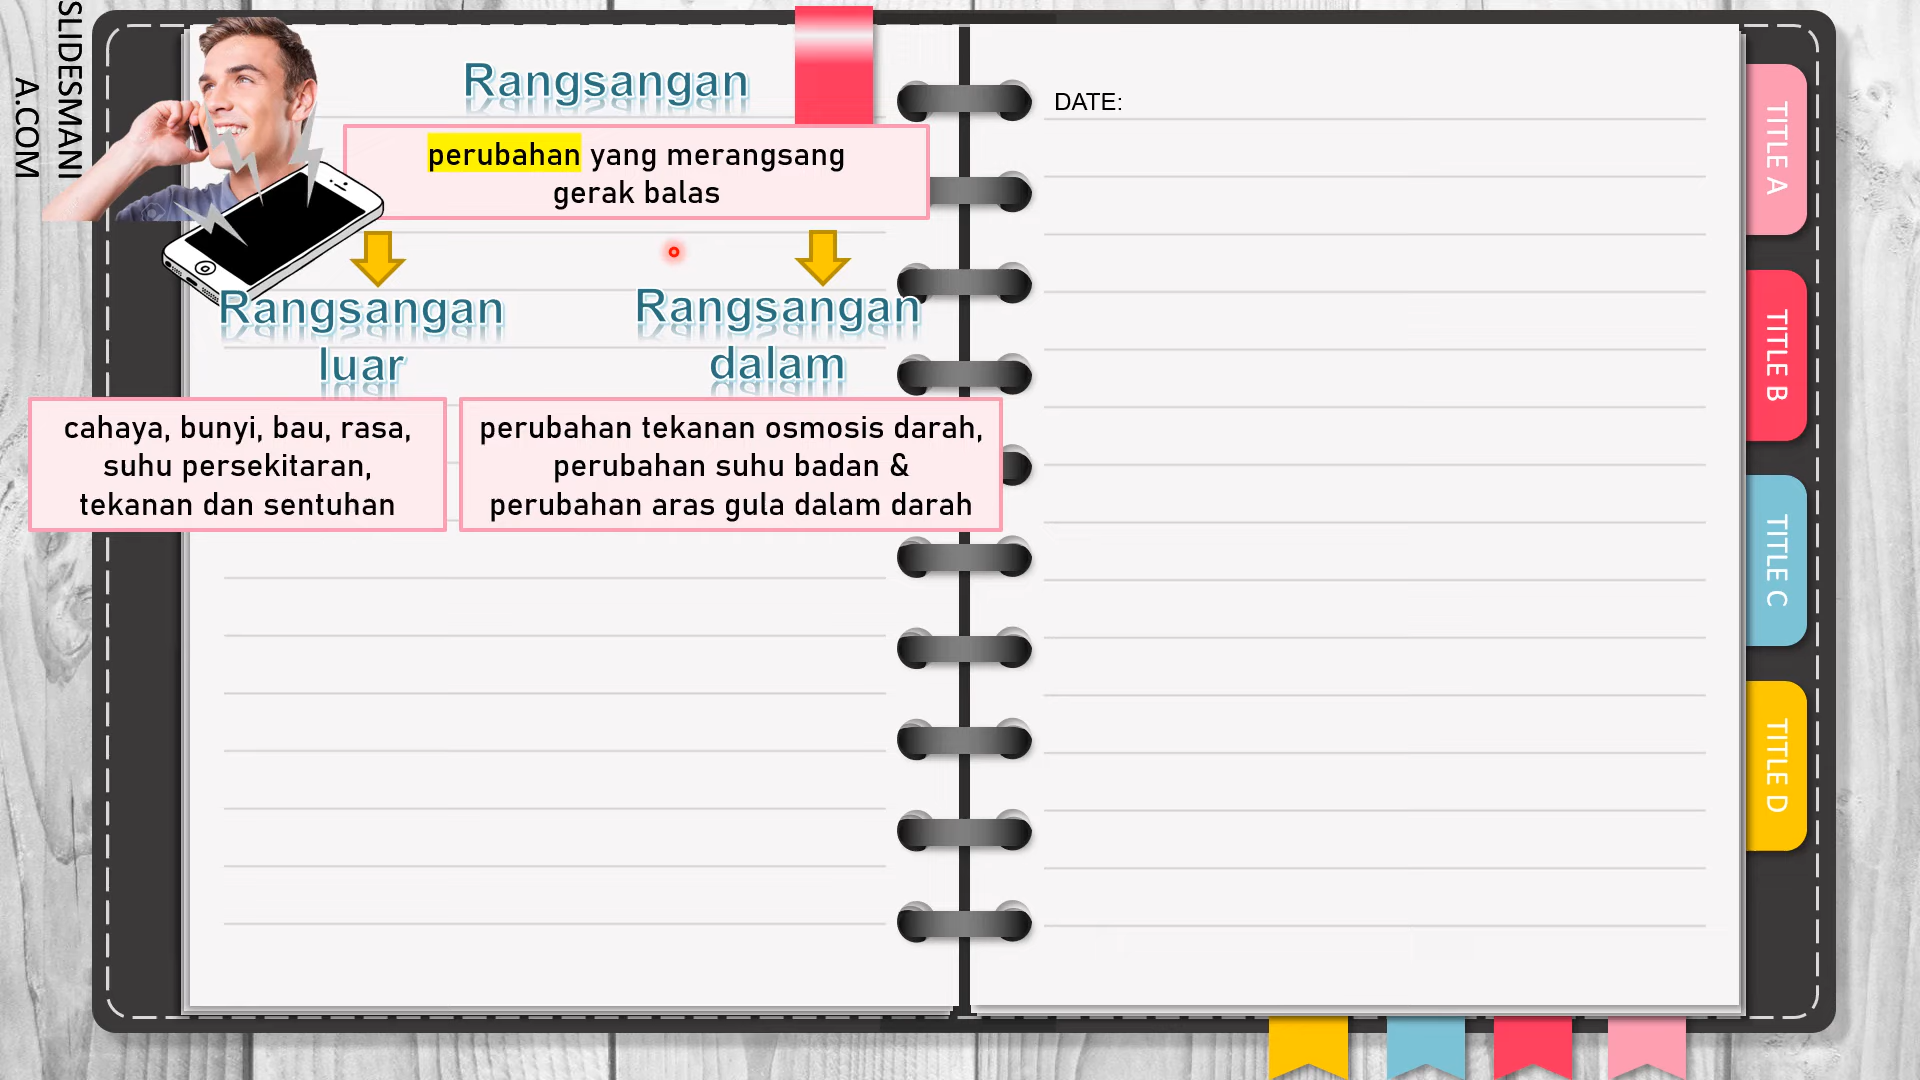 SLIDESMANI
A.COM
Rangsangan
perubahan yang merangsang
gerak balas
Rangsangan
luar
cahaya, bunyi, bau, rasa,
suhu persekitaran,
tekanan dan sentuhan
Rangsangan
dalam
perubahan tekanan osmosis darah,
perubahan suhu badan &
perubahan aras gula dalam darah
DATE:
TITLE A
TITLE B
TITLE C
TITLE D